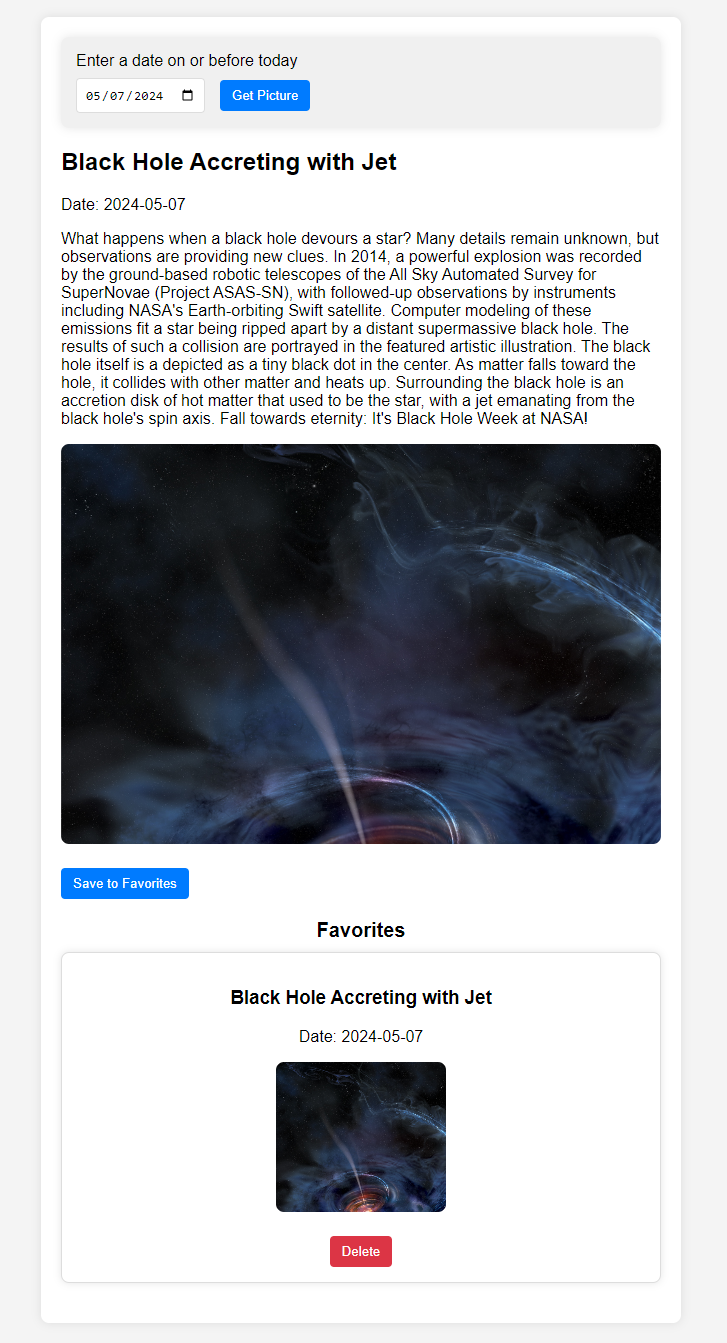 Enter a date on or before today
05/07/2024
Get Picture
Black Hole Accreting with Jet
Date: 2024-05-07
What happens when a black hole devours a star? Many details remain unknown, but
observations are providing new clues. In 2014, a powerful explosion was recorded
by the ground-based robotic telescopes of the All Sky Automated Survey for
SuperNovae (Project ASAS-SN), with followed-up observations by instruments
including NASA's Earth-orbiting Swift satellite. Computer modeling of these
emissions fit a star being ripped apart by a distant supermassive black hole. The
results of such a collision are portrayed in the featured artistic illustration. The black
hole itself is a depicted as a tiny black dot in the center. As matter falls toward the
hole, it collides with other matter and heats up. Surrounding the black hole is an
accretion disk of hot matter that used to be the star, with a jet emanating from the
black hole's spin axis. Fall towards eternity: It's Black Hole Week at NASA!
Save to Favorites
Favorites
Black Hole Accreting with Jet
Date: 2024-05-07
Delete